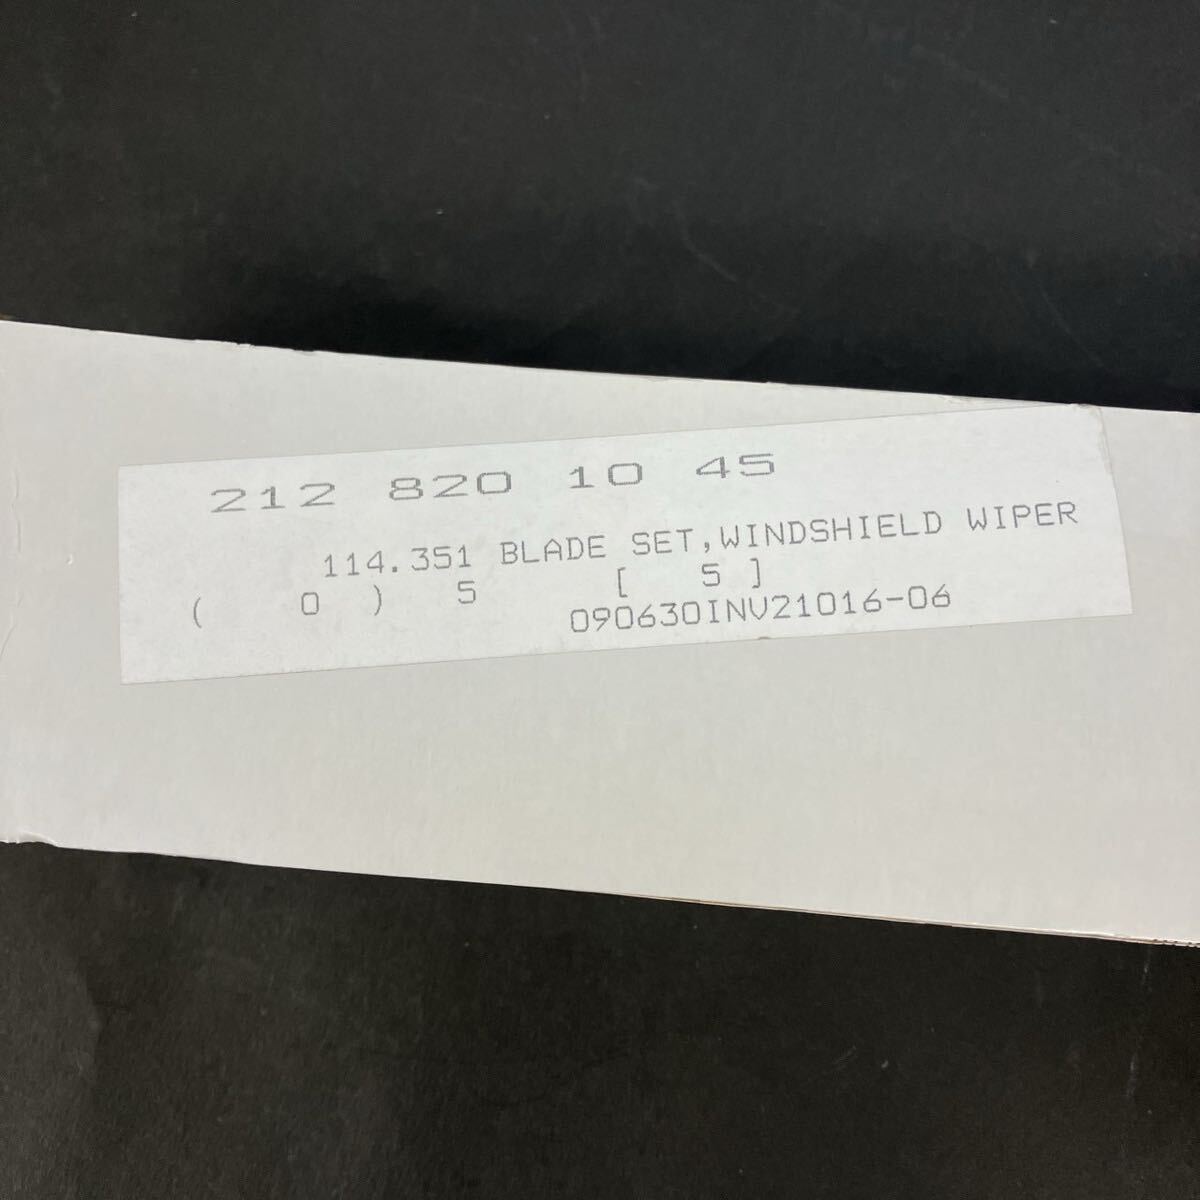 212 820 10 45
114.351 BLADE SET,WINDSHIELD WIPER
( 0 ) 5 [ 5 ]
090630INV21016-06